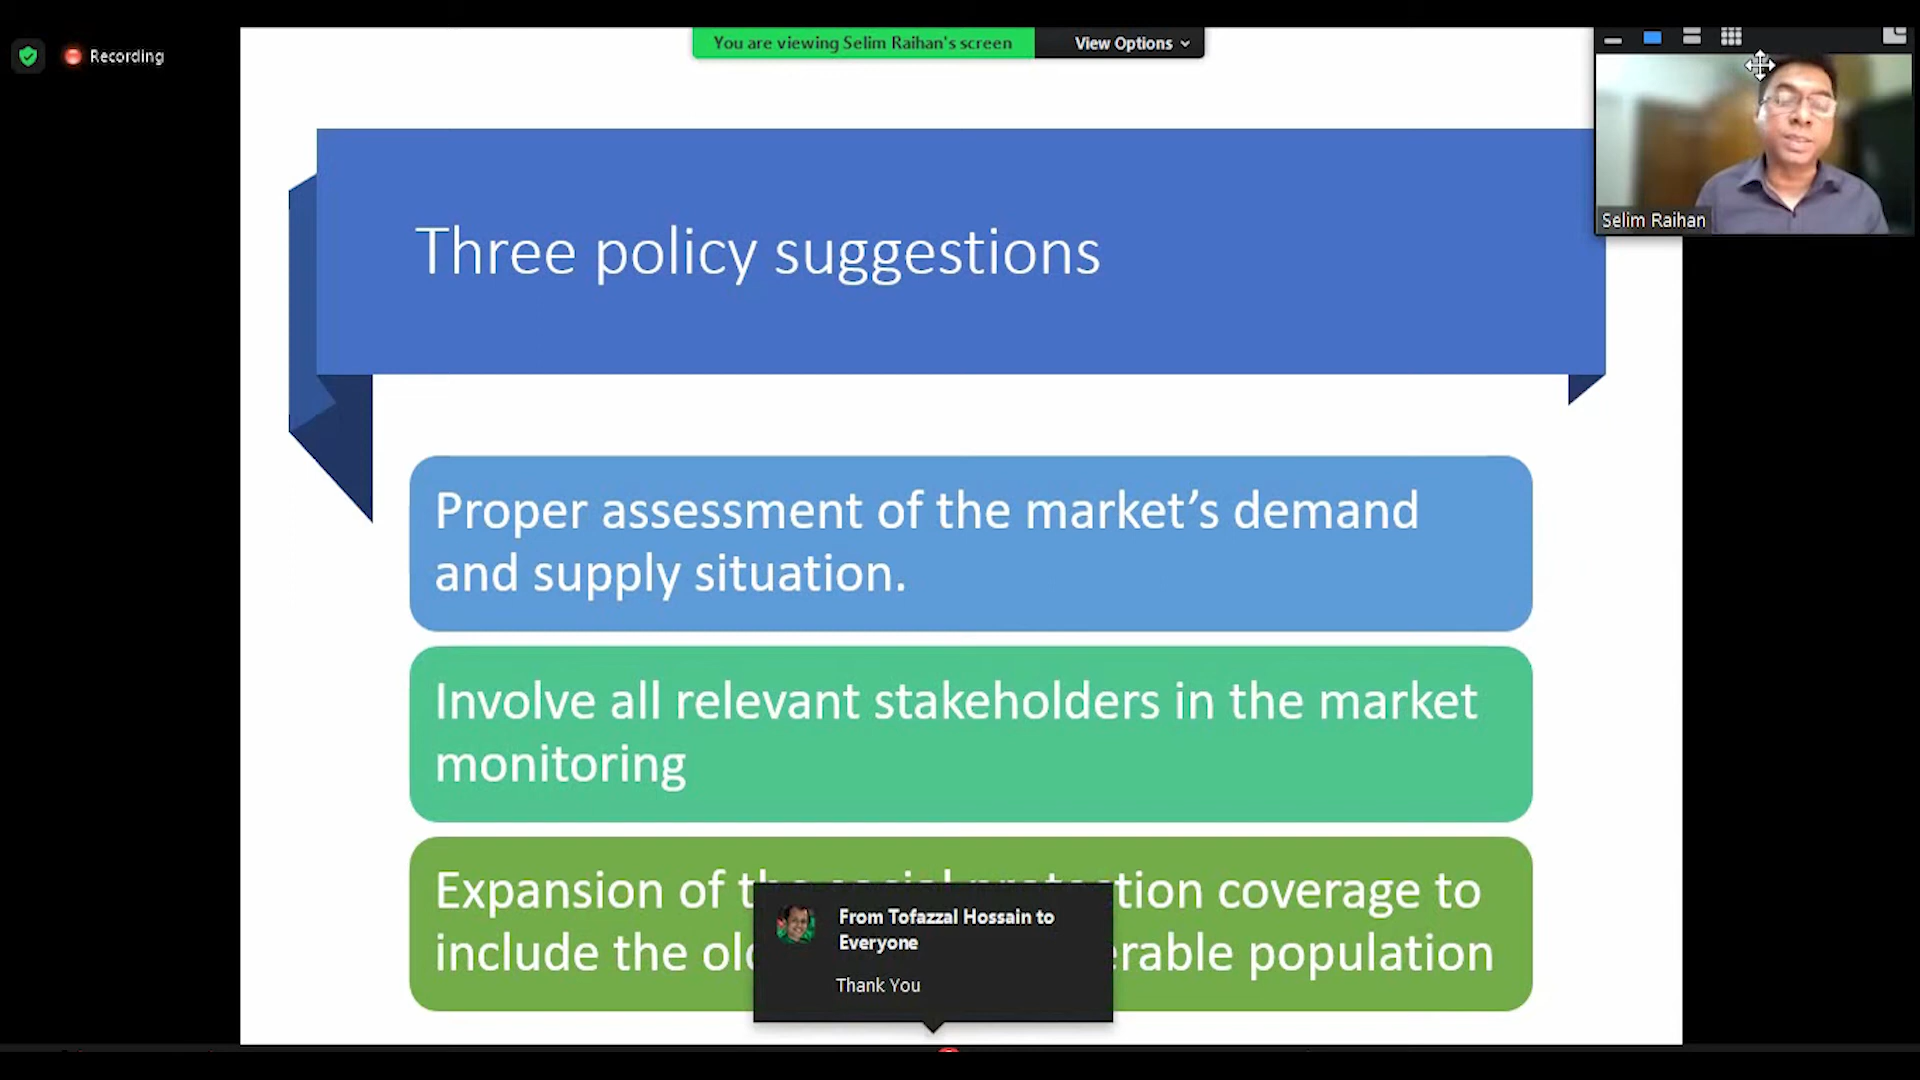 Recording
You are viewing Selim Raihan's screen
View Options
Selim Raihan
Three policy suggestions
Proper assessment of the market’s demand
and supply situation.
Involve all relevant stakeholders in the market
monitoring
Expansion of the social protection coverage to
include the population
From Tofazzal Hossain to
Everyone
Thank You